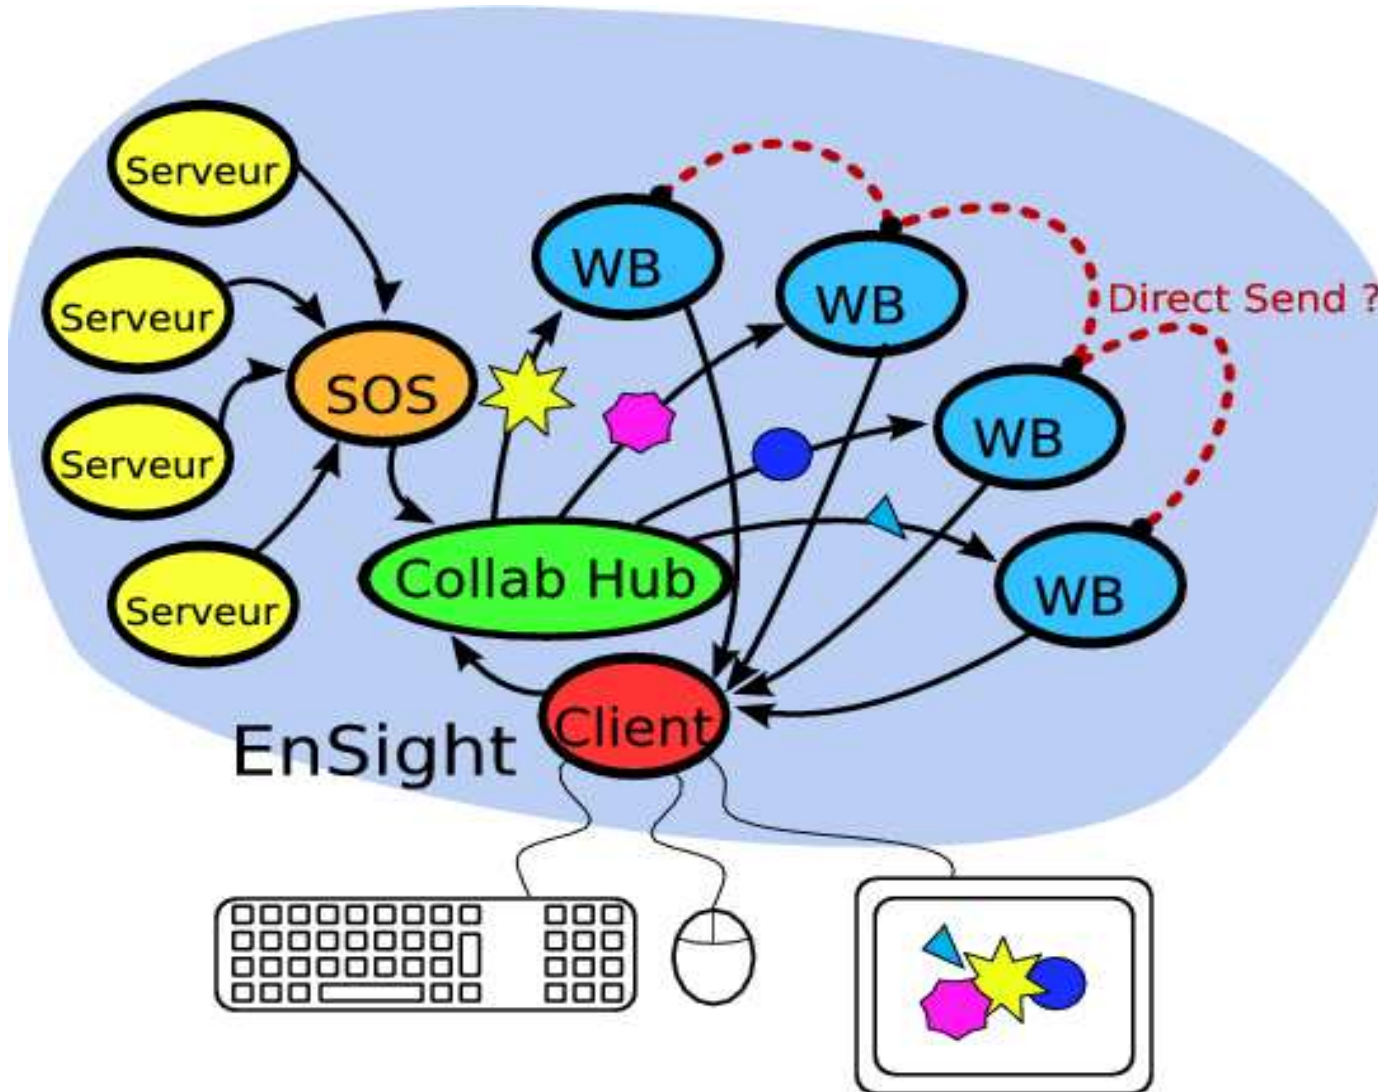 Serveur
WB
WB
Serveur
Direct Send ?
SOS
WB
Serveur
Collab Hub
WB
Serveur
Client
EnSight